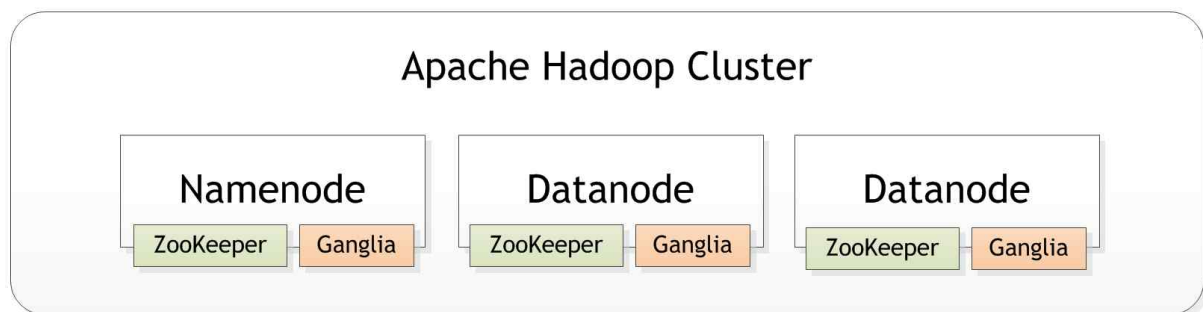 Apache Hadoop Cluster
Namenode
ZooKeeper
Ganglia
Datanode
ZooKeeper
Ganglia
Datanode
ZooKeeper
Ganglia